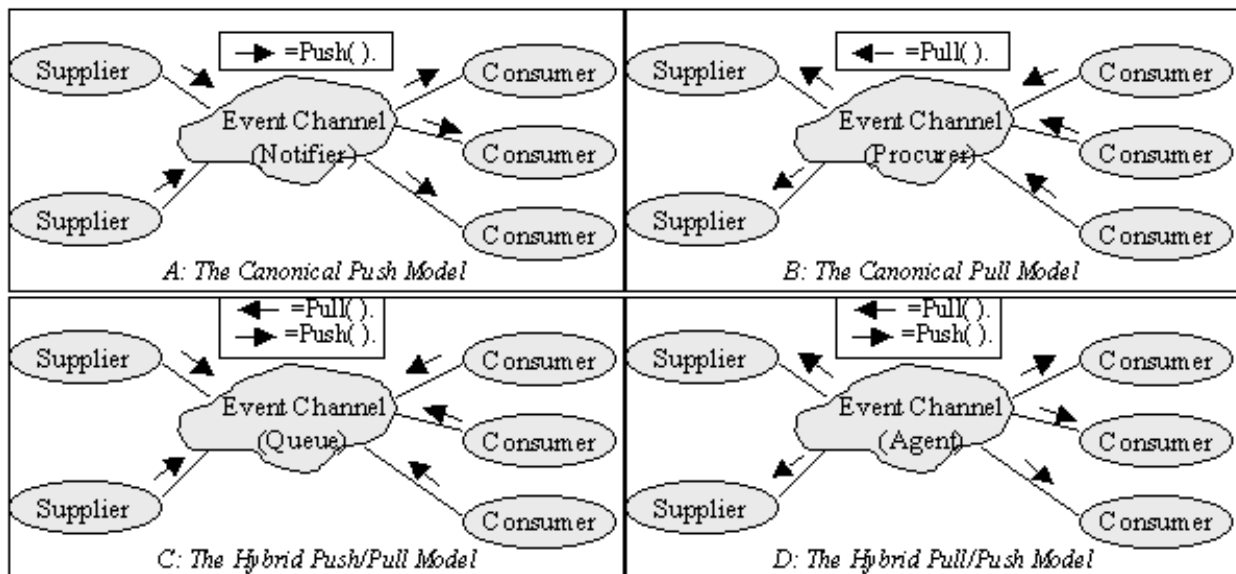 =Push( ).
Supplier
Consumer
Event Channel
(Notifier)
Consumer
Supplier
Consumer
A: The Canonical Push Model
=Pull( ).
Supplier
Consumer
Event Channel
(Procurer)
Consumer
Supplier
Consumer
B: The Canonical Pull Model
=Pull( ).
=Push( ).
Supplier
Consumer
Event Channel
(Queue)
Consumer
Supplier
Consumer
C: The Hybrid Push/Pull Model
=Pull( ).
=Push( ).
Supplier
Consumer
Event Channel
(Agent)
Consumer
Supplier
Consumer
D: The Hybrid Pull/Push Model